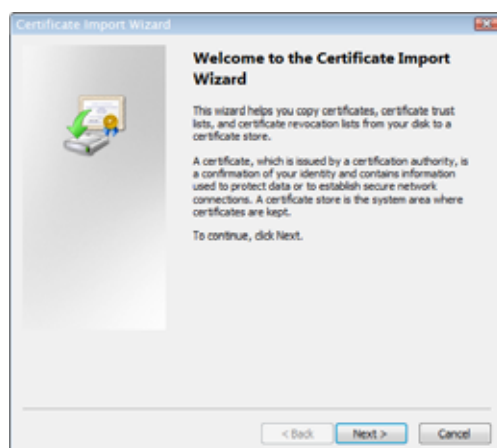 Certificate Import Wizard
Welcome to the Certificate Import
Wizard
This wizard helps you copy certificates, certificate trust
lists, and certificate revocation lists from your disk to a
certificate store.
A certificate, which is issued by a certification authority, is
a confirmation of your identity and contains information
used to protect data or to establish secure network
connections. A certificate store is the system area where
certificates are kept.
To continue, click Next.
< Back
Next >
Cancel